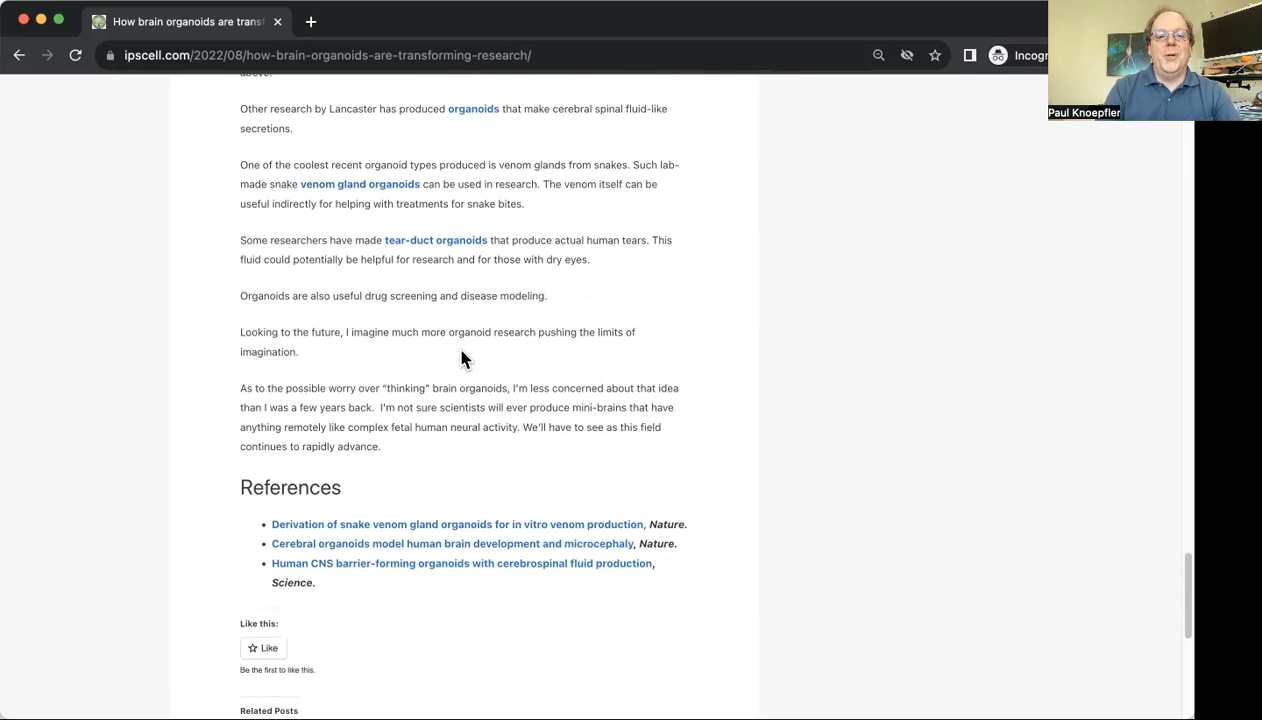 How brain organoids are transf
ipscell.com/2022/08/how-brain-organoids-are-transforming-research/
Incog
Paul Knoepfler
above.
Other research by Lancaster has produced organoids that make cerebral spinal fluid-like
secretions.
One of the coolest recent organoid types produced is venom glands from snakes. Such lab-
made snake venom gland organoids can be used in research. The venom itself can be
useful indirectly for helping with treatments for snake bites.
Some researchers have made tear-duct organoids that produce actual human tears. This
fluid could potentially be helpful for research and for those with dry eyes.
Organoids are also useful drug screening and disease modeling.
Looking to the future, I imagine much more organoid research pushing the limits of
imagination.
As to the possible worry over “thinking” brain organoids, I’m less concerned about that idea
than I was a few years back.  I’m not sure scientists will ever produce mini-brains that have
anything remotely like complex fetal human neural activity. We’ll have to see as this field
continues to rapidly advance.
References
• Derivation of snake venom gland organoids for in vitro venom production, Nature.
• Cerebral organoids model human brain development and microcephaly, Nature.
• Human CNS barrier-forming organoids with cerebrospinal fluid production,
Science.
Like this:
Like
Be the first to like this.
Related Posts